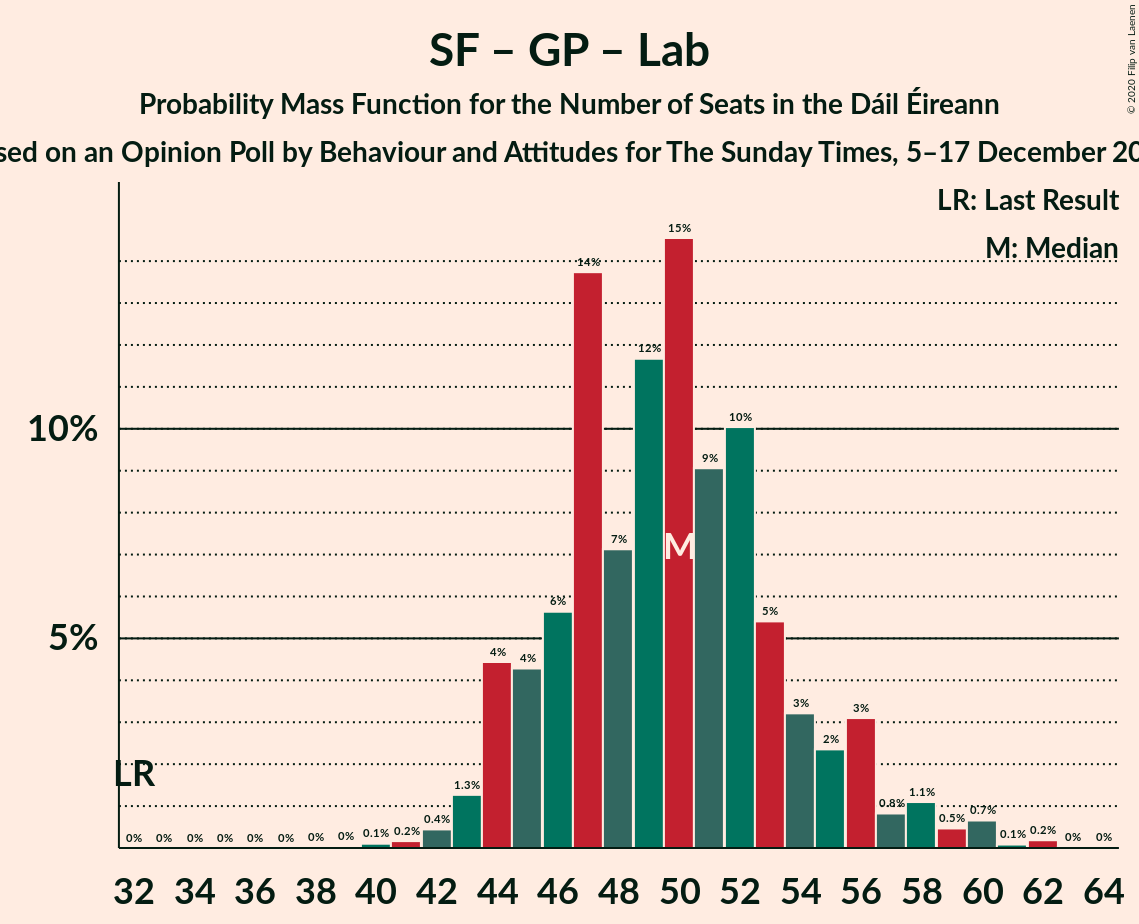 SF – GP – Lab
Probability Mass Function for the Number of Seats in the Dáil Éireann
sed on an Opinion Poll by Behaviour and Attitudes for The Sunday Times, 5–17 December 20
© 2020 Filip van Laenen
LR: Last Result
M: Median
10%
5%
LR
M
0% 0% 0% 0% 0% 0% 0% 0% 0.1% 0.2% 0.4% 1.3% 4% 4% 6% 14% 7% 12% 15% 9% 10% 5% 3% 2% 3% 0.8% 1.1% 0.5% 0.7% 0.1% 0.2% 0% 0%
32 34 36 38 40 42 44 46 48 50 52 54 56 58 60 62 64